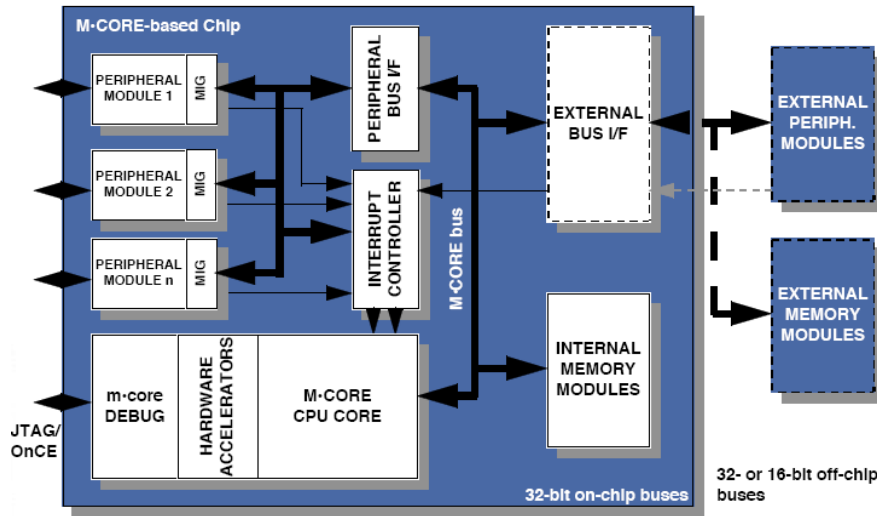 M•CORE-based Chip
PERIPHERAL
MODULE 1
MIG
PERIPHERAL
BUS I/F
EXTERNAL
BUS I/F
EXTERNAL
PERIPH.
MODULES
PERIPHERAL
MODULE 2
MIG
INTERRUPT
CONTROLLER
M•CORE bus
PERIPHERAL
MODULE n
MIG
EXTERNAL
MEMORY
MODULES
m•core
DEBUG
HARDWARE
ACCELERATORS
M•CORE
CPU CORE
INTERNAL
MEMORY
MODULES
JTAG/
OnCE
32-bit on-chip buses
32- or 16-bit off-chip
buses